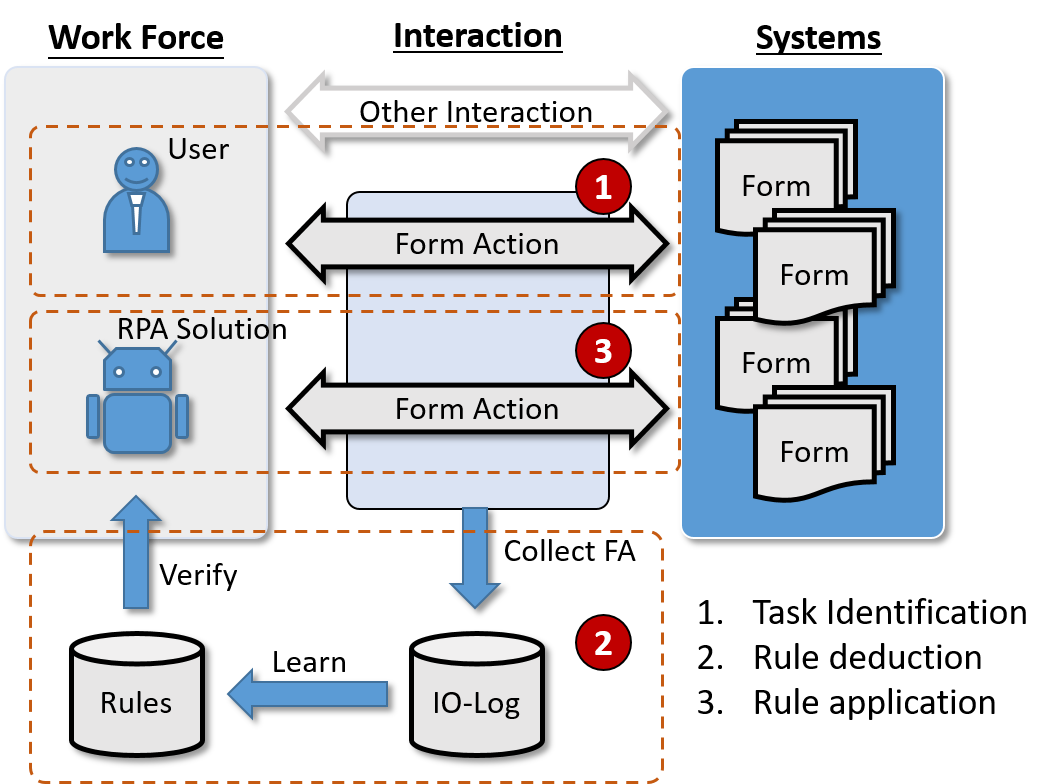 Work Force
Interaction
Systems
Other Interaction
User
1
Form Action
Form
Form
RPA Solution
3
Form Action
Form
Form
Collect FA
Verify
2
Learn
Rules
IO-Log
1. Task Identification
2. Rule deduction
3. Rule application